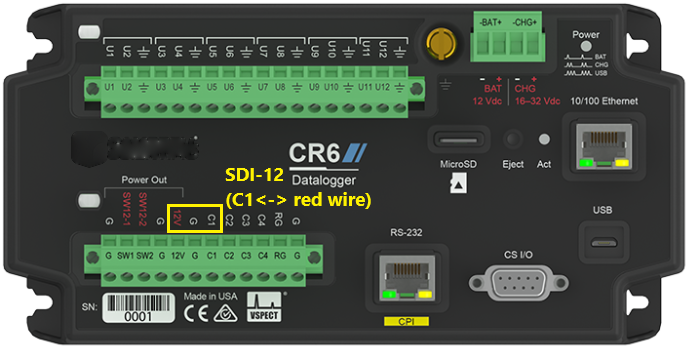 -BAT+ -CHG+
U1 U2 U3 U4 U5 U6 U7 U8 U9 U10 U11 U12
Power
BAT
CHG
USB
U1 U2 U3 U4 U5 U6 U7 U8 U9 U10 U11 U12
- +
BAT
12 Vdc
- +
CHG
16–32 Vdc
10/100 Ethernet
CR6
Datalogger
MicroSD
Eject
Act
SDI-12
(C1<-> red wire)
Power Out
G SW12-1 SW12-2 G 12V G C1 C2 C3 C4 RG G
RS-232
USB
G SW1 SW2 G 12V G C1 C2 C3 C4 RG G
CS I/O
SN:
0001
Made in USA
CE
VSPECT
CPI